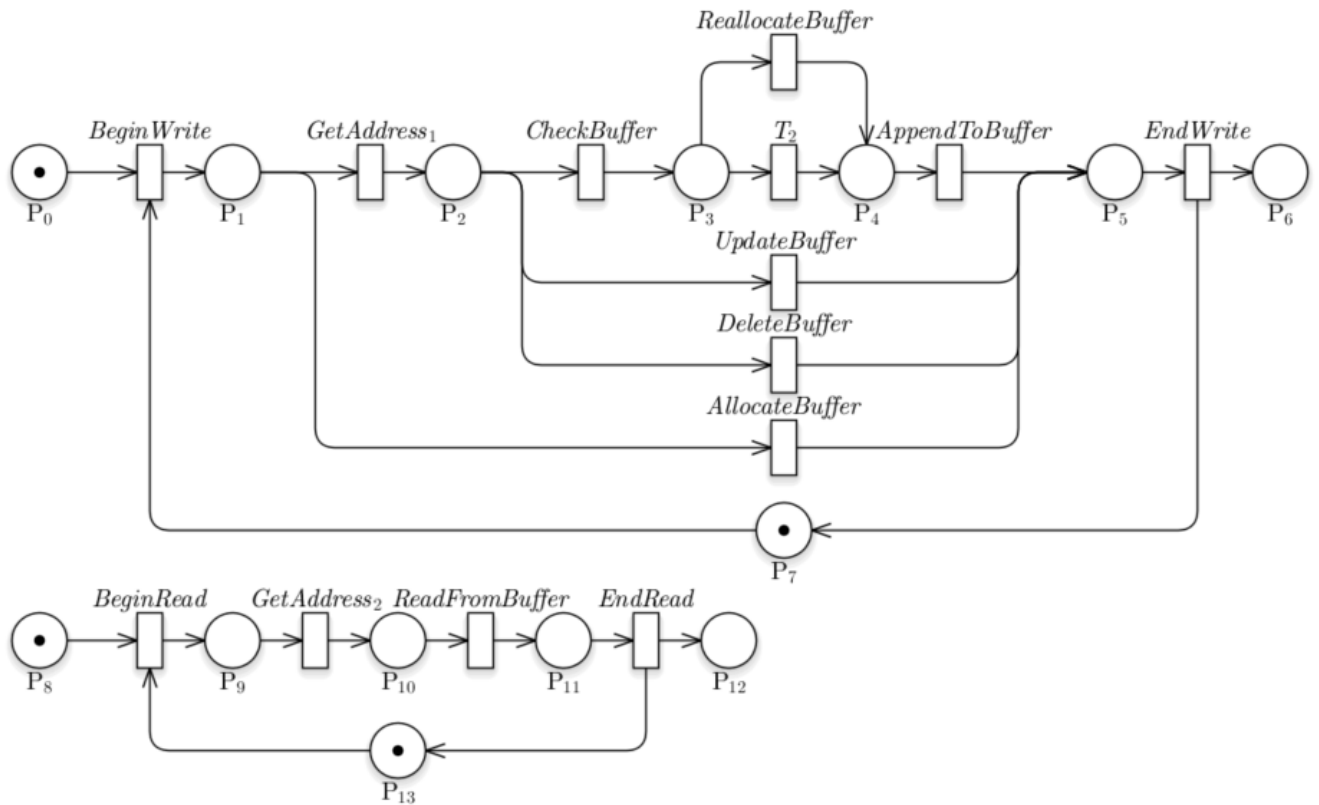 ReallocateBuffer
BeginWrite GetAddress₁ CheckBuffer T₂ AppendToBuffer EndWrite
P₀ P₁ P₂ P₃ P₄ P₅ P₆
UpdateBuffer
DeleteBuffer
AllocateBuffer
P₇
BeginRead GetAddress₂ ReadFromBuffer EndRead
P₈ P₉ P₁₀ P₁₁ P₁₂
P₁₃